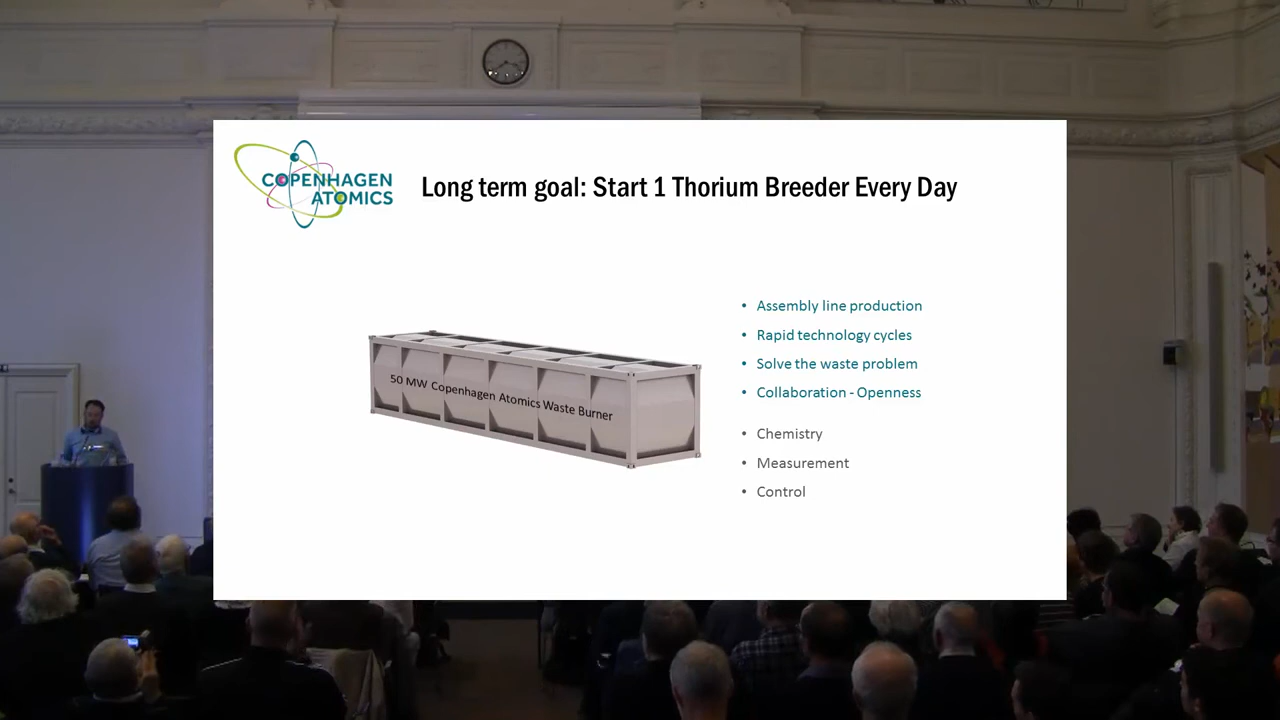 COPENHAGEN
ATOMICS
Long term goal: Start 1 Thorium Breeder Every Day
50 MW Copenhagen Atomics Waste Burner
• Assembly line production
• Rapid technology cycles
• Solve the waste problem
• Collaboration - Openness
• Chemistry
• Measurement
• Control